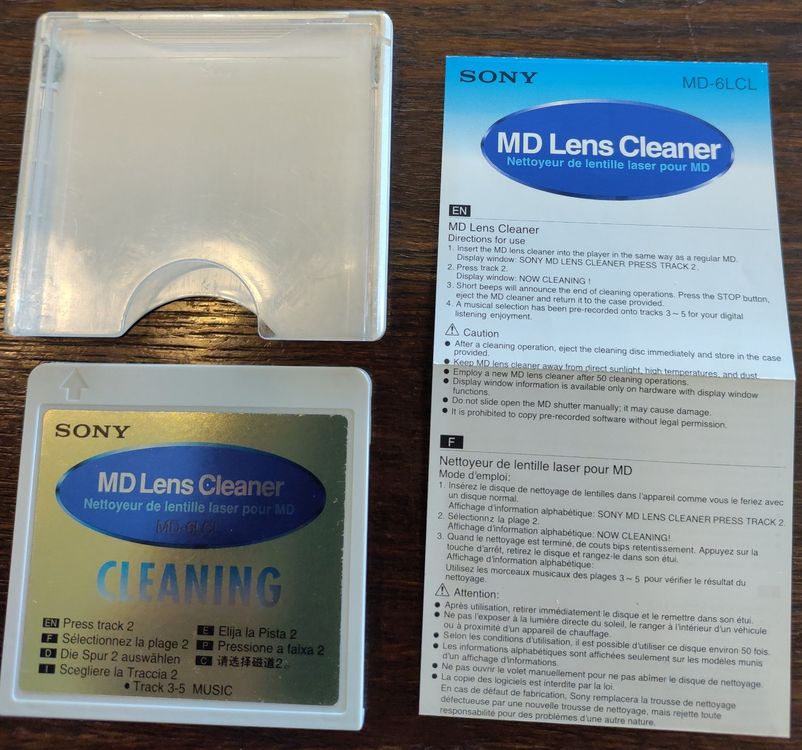 SONY
MD-6LCL
MD Lens Cleaner
Nettoyeur de lentille laser pour MD
EN
MD Lens Cleaner
Directions for use
1. Insert the MD lens cleaner into the player in the same way as a regular MD.
Display window: SONY MD LENS CLEANER PRESS TRACK 2.
2. Press track 2.
Display window: NOW CLEANING !
3. Short beeps will announce the end of cleaning operations. Press the STOP button,
eject the MD cleaner and return it to the case provided.
4. A musical selection has been pre-recorded onto tracks 3 ~ 5 for your digital
listening enjoyment.
⚠ Caution
● After a cleaning operation, eject the cleaning disc immediately and store in the case
provided.
● Keep MD lens cleaner away from direct sunlight, high temperatures, and dust.
● Employ a new MD lens cleaner after 50 cleaning operations.
● Display window information is available only on hardware with display window
functions.
● Do not slide open the MD shutter manually; it may cause damage.
● It is prohibited to copy pre-recorded software without legal permission.
F
Nettoyeur de lentille laser pour MD
Mode d'emploi:
1. Insérez le disque de nettoyage de lentilles dans l'appareil comme vous le feriez avec
un disque normal.
Affichage d'information alphabétique: SONY MD LENS CLEANER PRESS TRACK 2.
2. Sélectionnz la plage 2.
Affichage d'information alphabétique: NOW CLEANING!
3. Quand le nettoyage est terminé, de couts bips retentissement. Appuyez sur la
touche d'arrêt, retirez le disque et rangez-le dans son étui.
Affichage d'information alphabétique:
Utilisez les morceaux musicaux des plages 3 ~ 5 pour vérifier le résultat du
nettoyage.
⚠ Attention:
● Après utilisation, retirer immédiatement le disque et le remettre dans son étui.
● Ne pas l'exposer à la lumière directe du soleil, le ranger à l'intérieur d'un véhicule
ou à proximité d'un appareil de chauffage.
● Selon les conditions d'utilisation, il est possible d'utiliser ce disque environ 50 fois.
● Les informations alphabétiques sont affichées seulement sur les modèles munis
d'un affichage d'informations.
● Ne pas ouvrir le volet manuellement pour ne pas abîmer le disque de nettoyage.
● La copie des logiciels est interdite par la loi.
En cas de défaut de fabrication, Sony remplacera la trousse de nettoyage
défectueuse par une nouvelle trousse de nettoyage, mais rejette toute
responsabilité pour des problèmes d'une autre nature.
SONY
MD Lens Cleaner
Nettoyeur de lentille laser pour MD
MD-6LCL
CLEANING
EN Press track 2
F Sélectionnez la plage 2
D Die Spur 2 auswählen
I Scegliere la Traccia 2
E Elija la Pista 2
P Pressione a faixa 2
C 请选择磁道2。
● Track 3-5 MUSIC